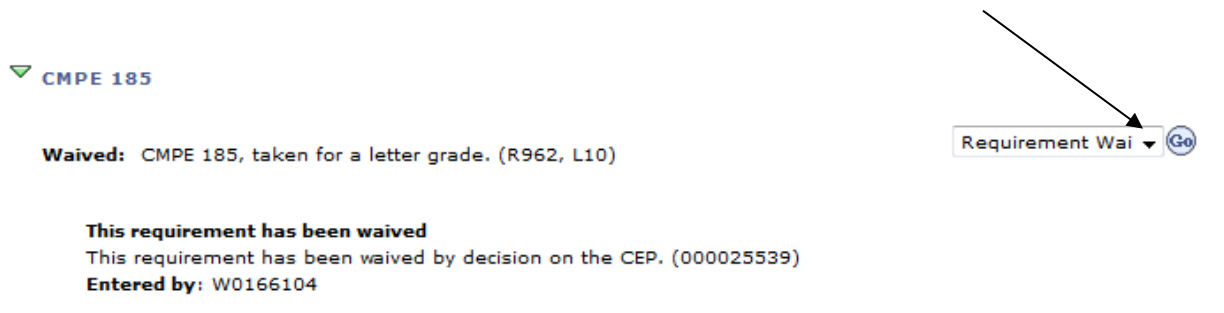 CMPE 185
Waived: CMPE 185, taken for a letter grade. (R962, L10)
Requirement Wai
Go
This requirement has been waived
This requirement has been waived by decision on the CEP. (000025539)
Entered by: W0166104